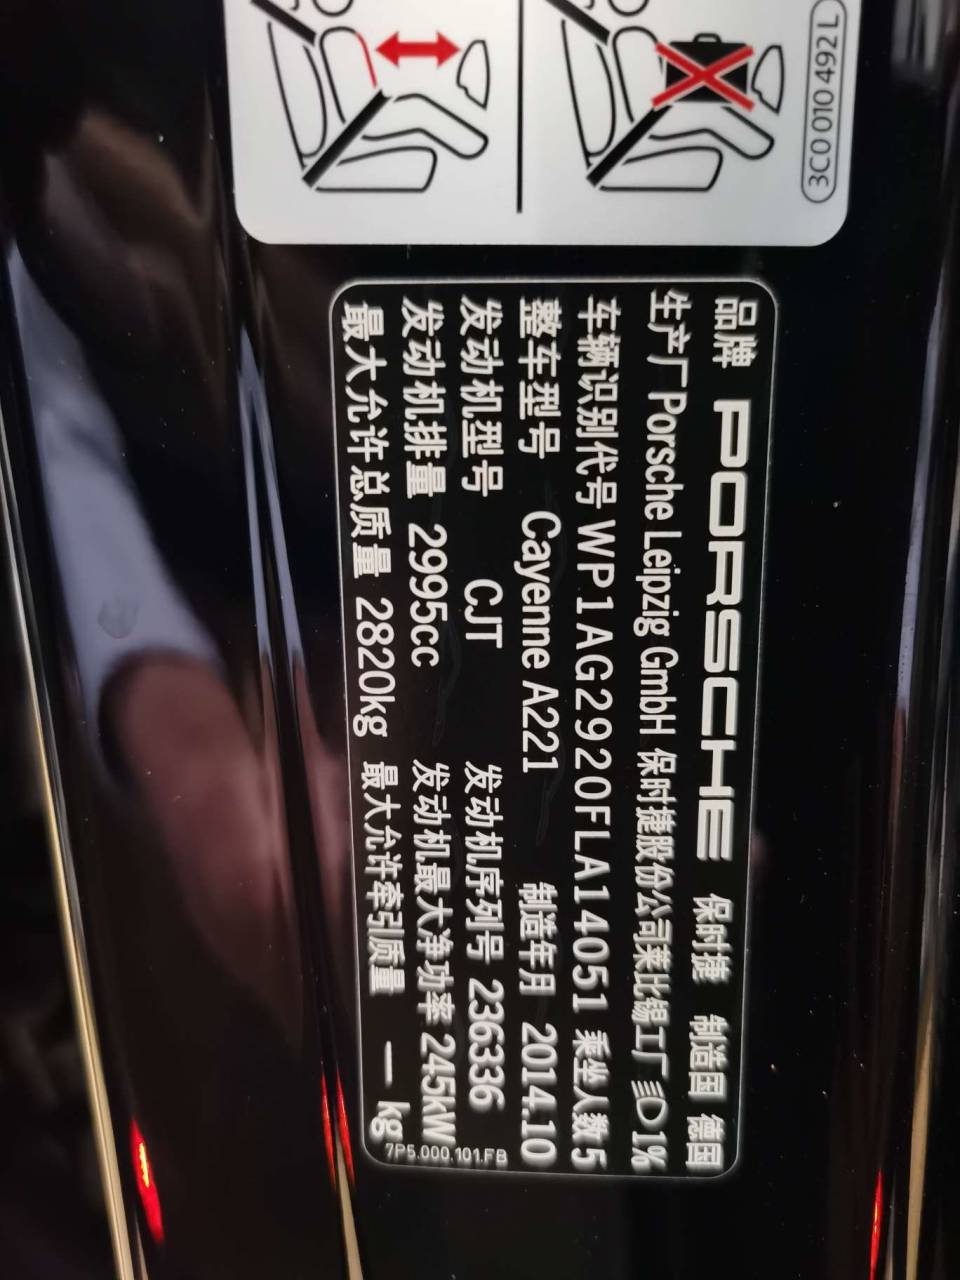 3C0 010 492 L
品牌 PORSCHE 保时捷 制造国 德国
生产厂 Porsche Leipzig GmbH 保时捷股份公司莱比锡工厂 1%
车辆识别代号 WP1AG2920FLA14051 乘坐人数 5
整车型号 Cayenne A221 制造年月 2014.10
发动机型号 CJT 发动机序列号 236336
发动机排量 2995cc 发动机最大净功率 245kW
最大允许总质量 2820kg 最大允许牵引质量 — kg
7P5.000.101.FB